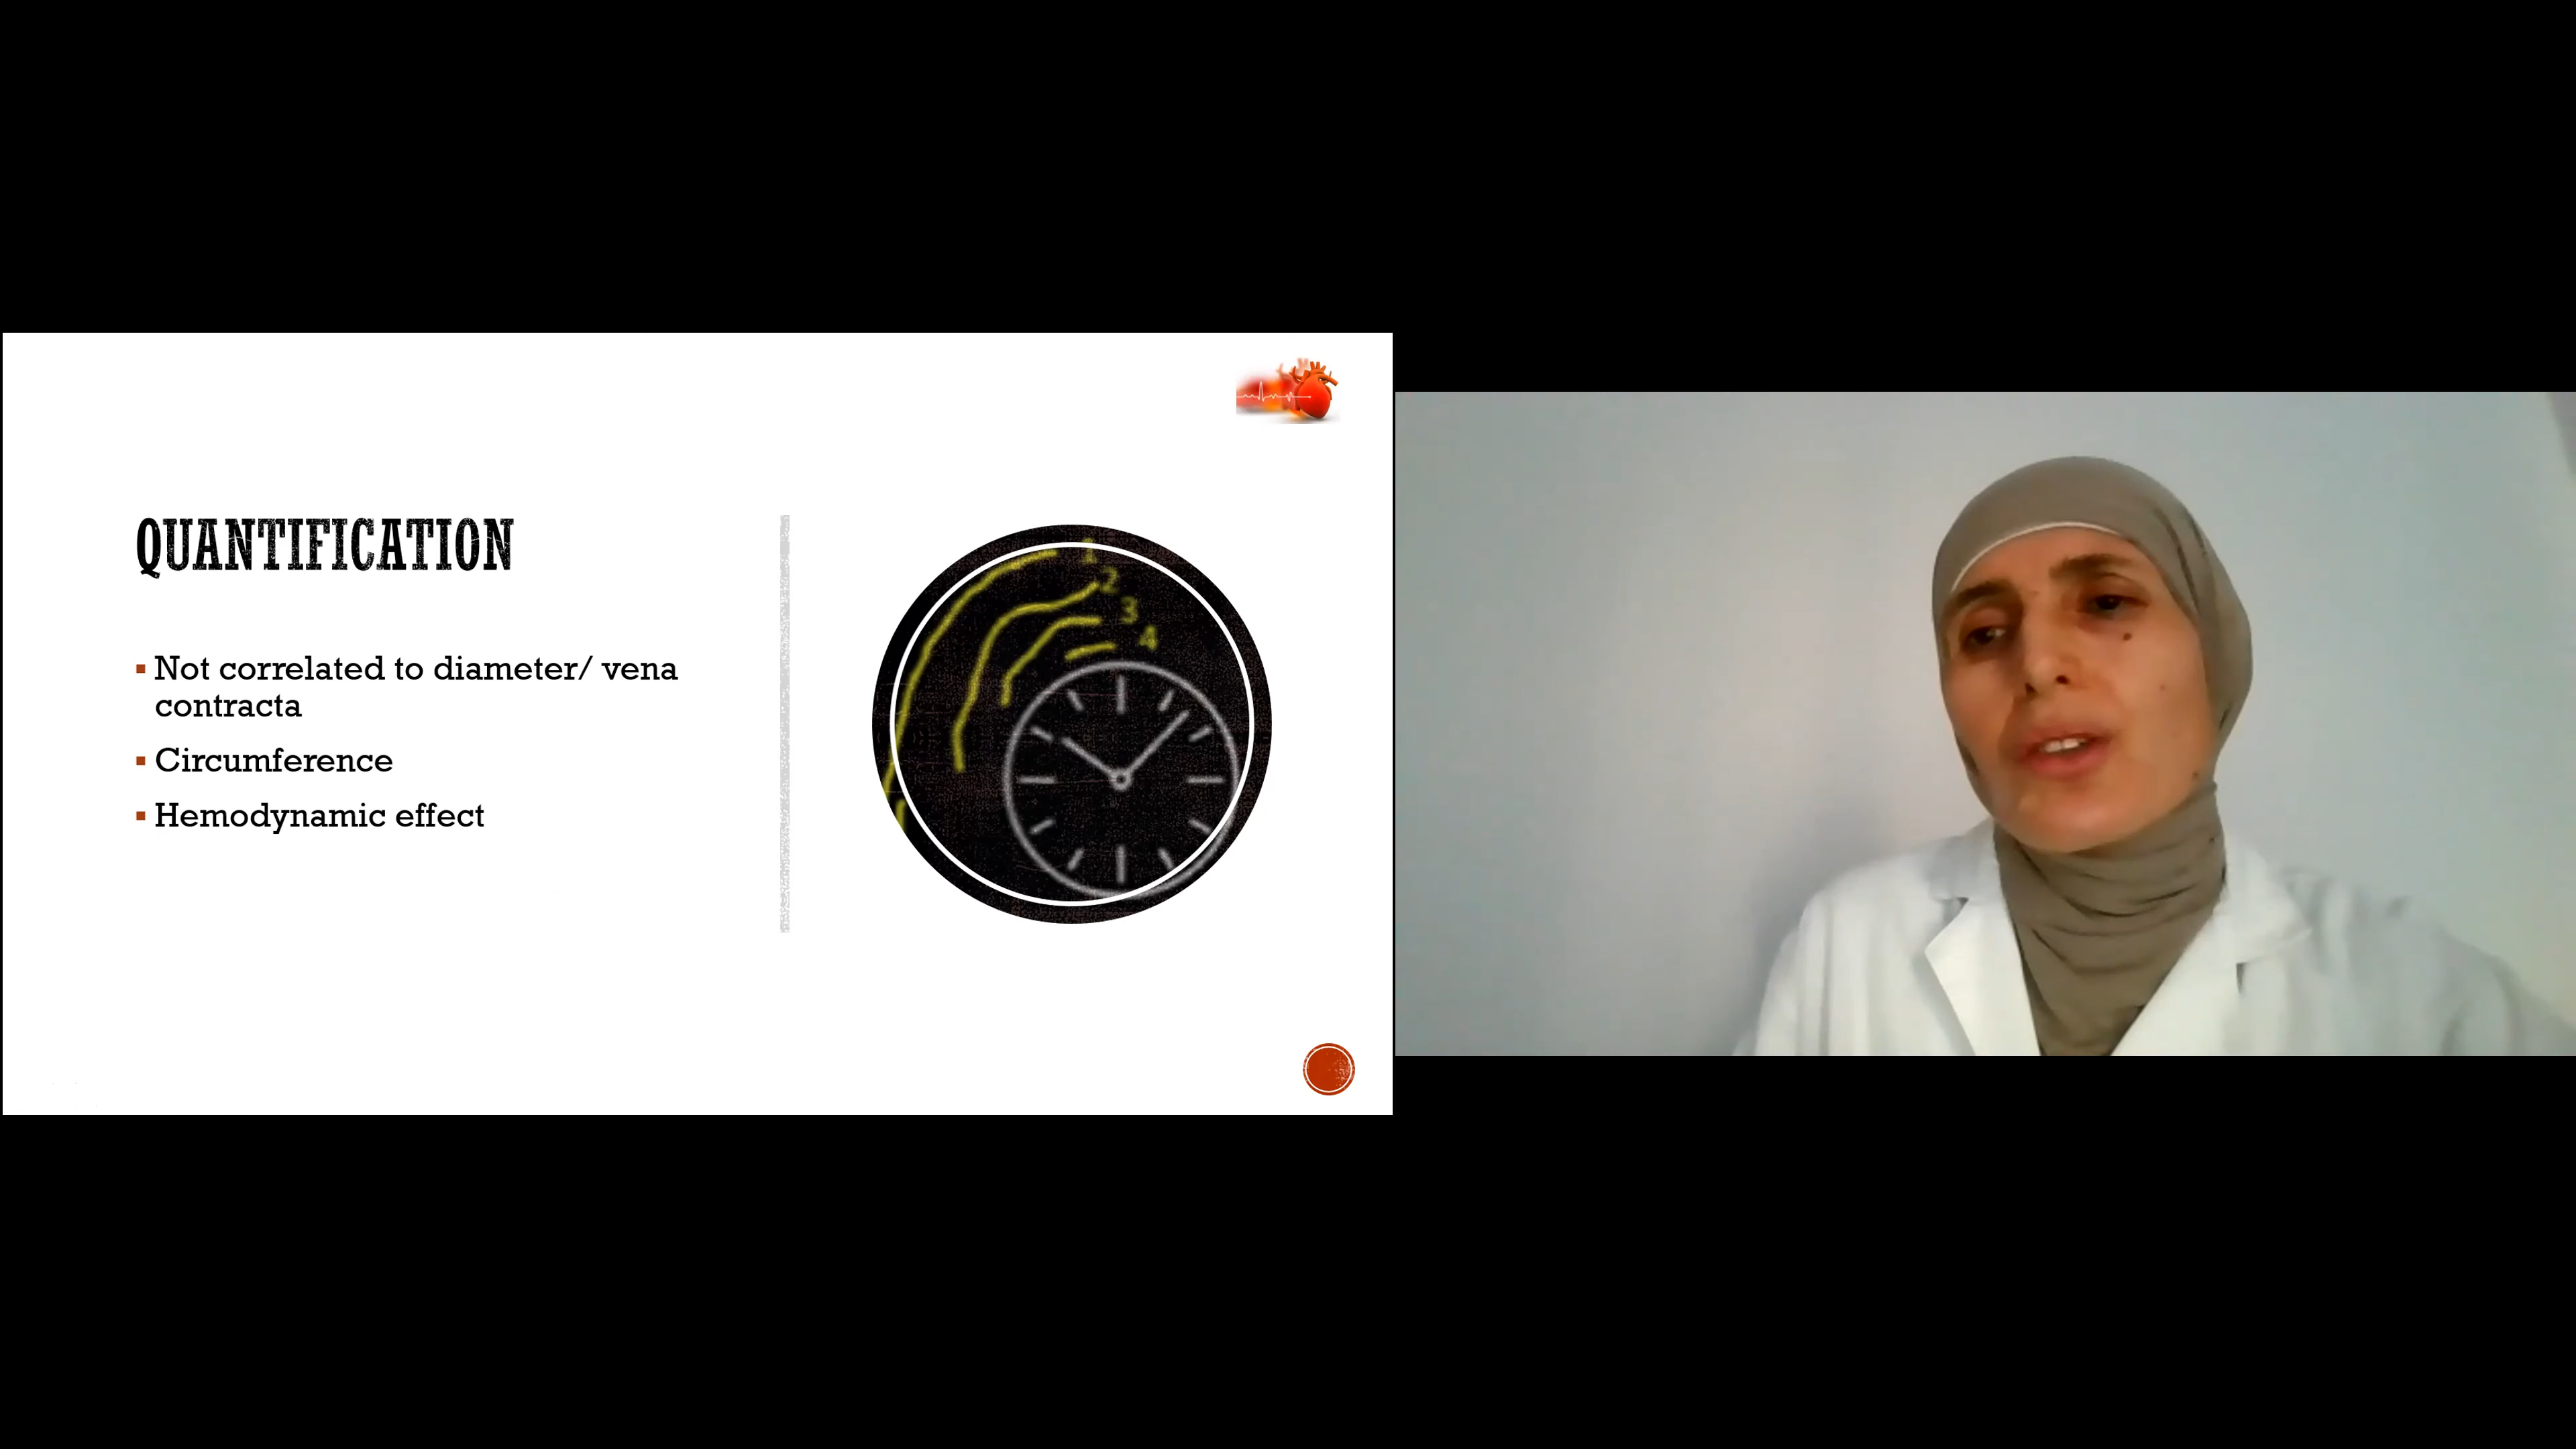 QUANTIFICATION
Not correlated to diameter/ vena
contracta
Circumference
Hemodynamic effect
1
2
3
4